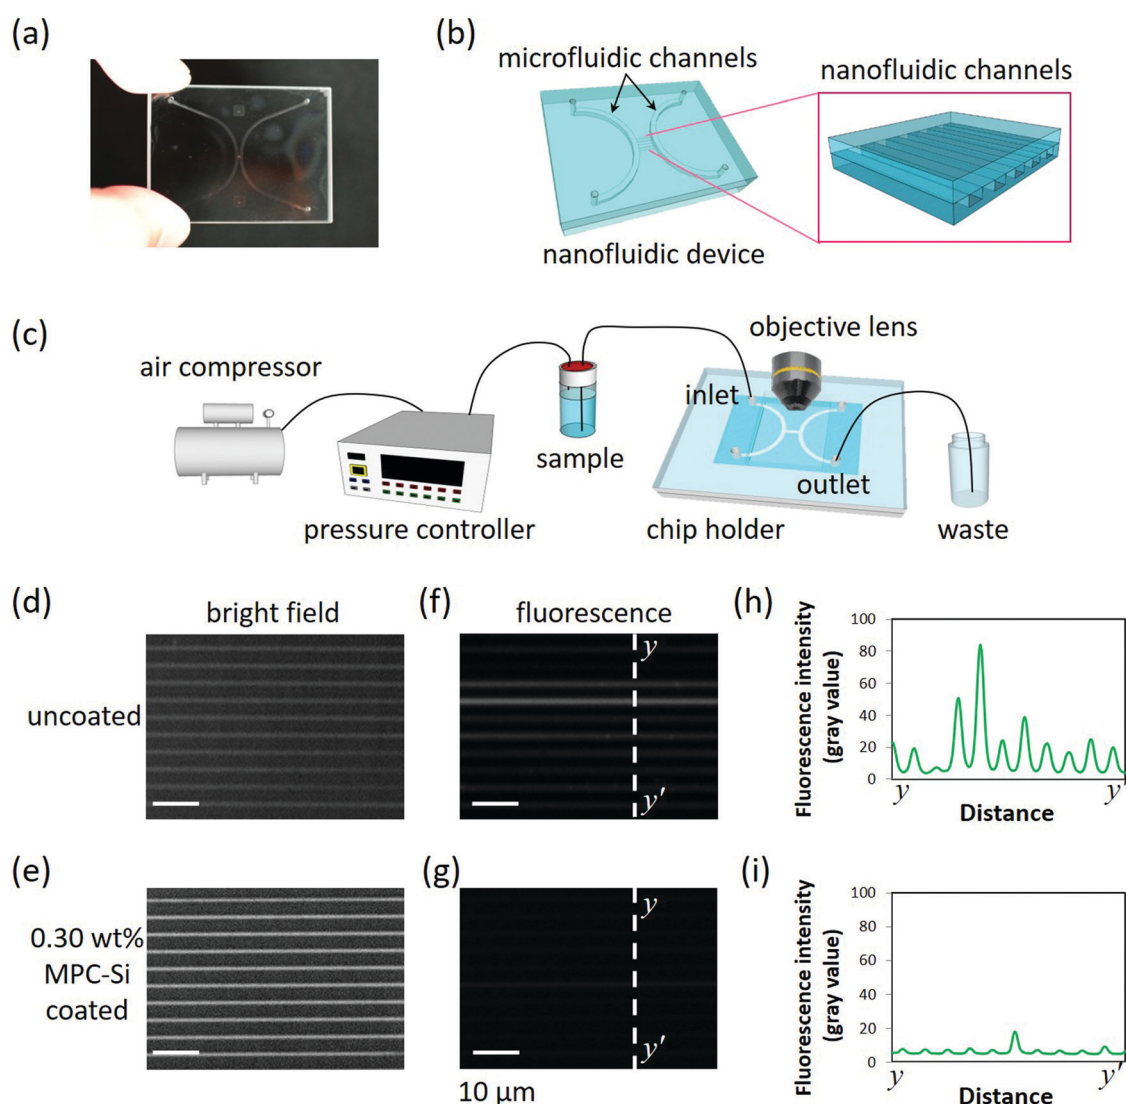 (a)
(b)
microfluidic channels
nanofluidic channels
nanofluidic device
(c)
air compressor
pressure controller
sample
objective lens
inlet
outlet
chip holder
waste
(d)
bright field
(f)
fluorescence
(h)
uncoated
y
y'
Fluorescence intensity
(gray value)
100
80
60
40
20
0
y
y'
Distance
(e)
(g)
(i)
0.30 wt%
MPC-Si
coated
y
y'
10 μm
Fluorescence intensity
(gray value)
100
80
60
40
20
0
y
y'
Distance